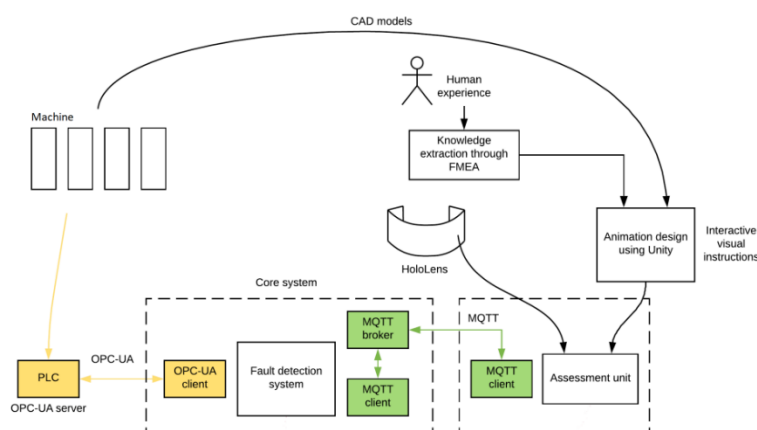 CAD models
Human
experience
Machine
Knowledge
extraction through
FMEA
Animation design
using Unity
Interactive
visual
instructions
HoloLens
Core system
MQTT
broker
MQTT
OPC-UA
PLC
OPC-UA
client
Fault detection
system
MQTT
client
MQTT
client
Assessment unit
OPC-UA server